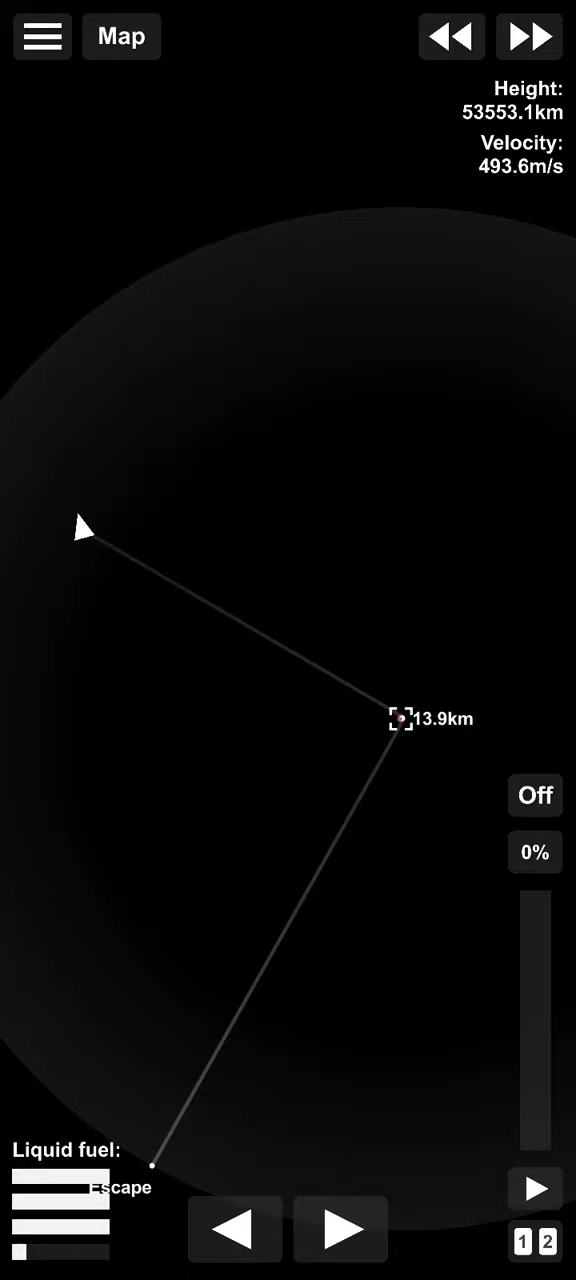 Map
Height:
53553.1km
Velocity:
493.6m/s
13.9km
Off
0%
Liquid fuel:
Escape
1 2